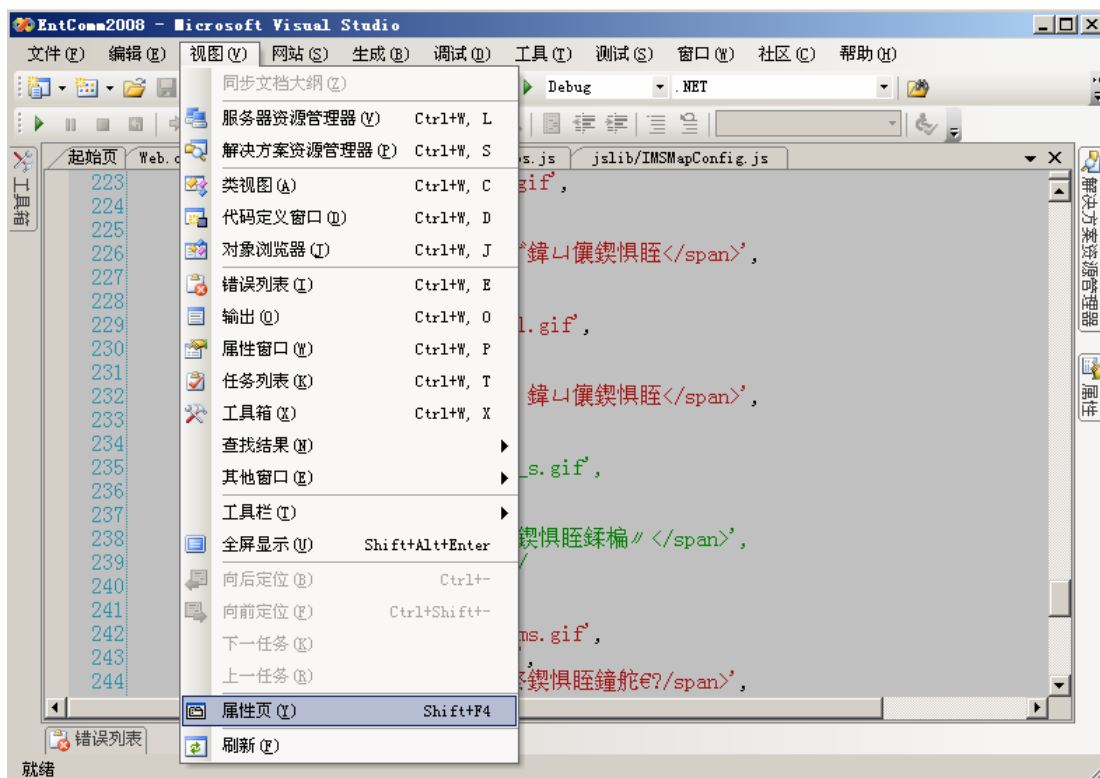 EntComm2008 - Microsoft Visual Studio
文件(F) 编辑(E) 视图(V) 网站(S) 生成(B) 调试(D) 工具(T) 测试(S) 窗口(W) 社区(C) 帮助(H)
Debug .NET
起始页 Web.c s.js jslib/IMSMapConfig.js
工具箱
解决方案资源管理器
属性
同步文档大纲(Z)
服务器资源管理器(V) Ctrl+W, L
解决方案资源管理器(P) Ctrl+W, S
类视图(A) Ctrl+W, C
代码定义窗口(D) Ctrl+W, D
对象浏览器(J) Ctrl+W, J
错误列表(I) Ctrl+W, E
输出(O) Ctrl+W, O
属性窗口(W) Ctrl+W, P
任务列表(K) Ctrl+W, T
工具箱(X) Ctrl+W, X
查找结果(N)
其他窗口(E)
工具栏(T)
全屏显示(U) Shift+Alt+Enter
向后定位(B) Ctrl+-
向前定位(F) Ctrl+Shift+-
下一任务(K)
上一任务(R)
属性页(Y) Shift+F4
刷新(F)
223 gif',
224
225
226 </span>',
227
228
229 l.gif',
230
231
232 </span>',
233
234
235 _s.gif',
236
237
238 </span>',
239 /
240
241
242 ms.gif',
243 ',
244 /span>',
错误列表
就绪